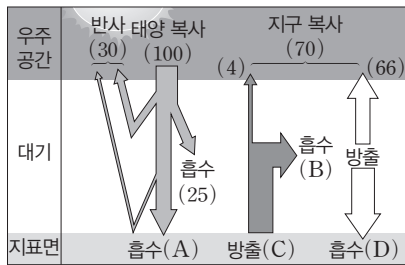 우주 공간
반사 태양 복사
(30) (100)
지구 복사
(70)
(4) (66)
대기
흡수
(25)
흡수
(B)
방출
지표면
흡수(A) 방출(C) 흡수(D)